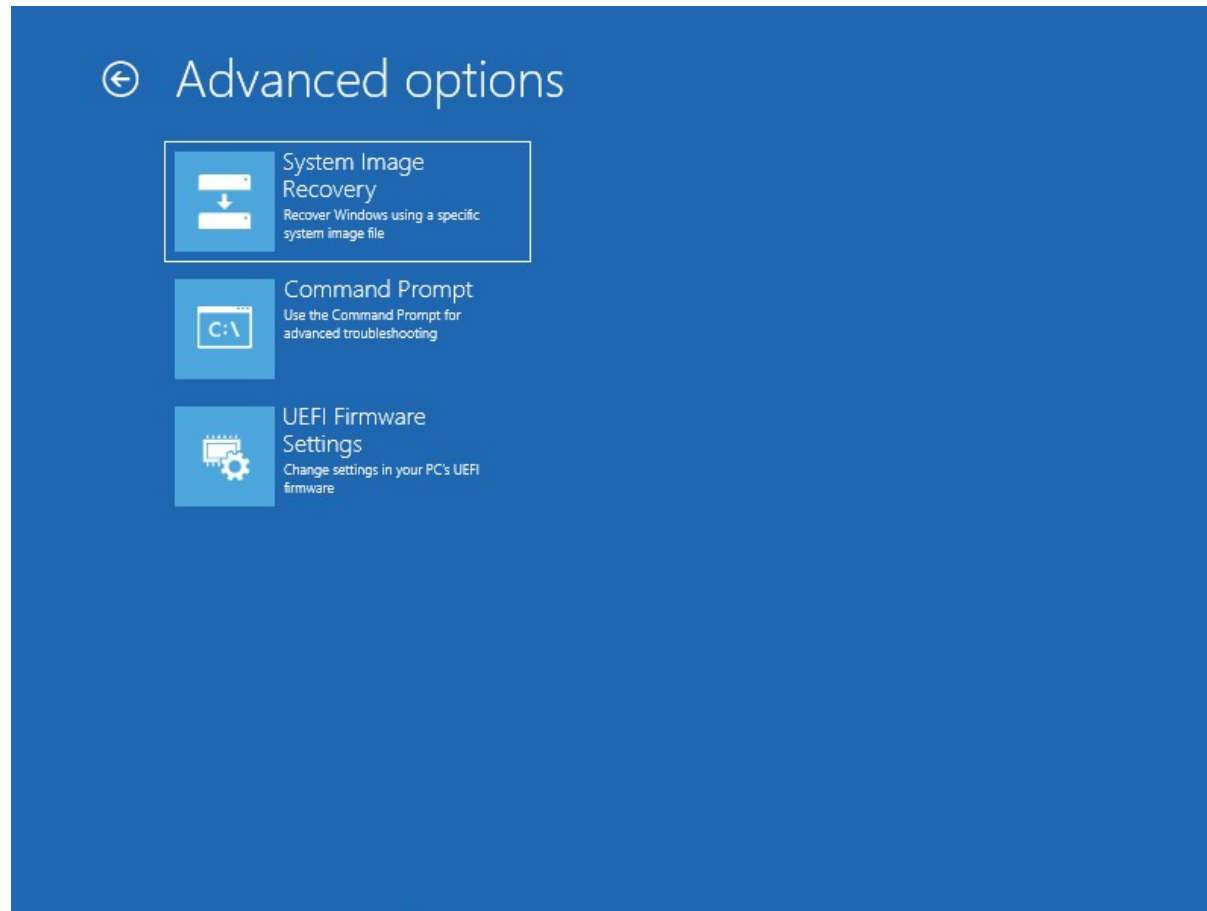 Advanced options
System Image
Recovery
Recover Windows using a specific
system image file
C:\
Command Prompt
Use the Command Prompt for
advanced troubleshooting
UEFI Firmware
Settings
Change settings in your PC's UEFI
firmware